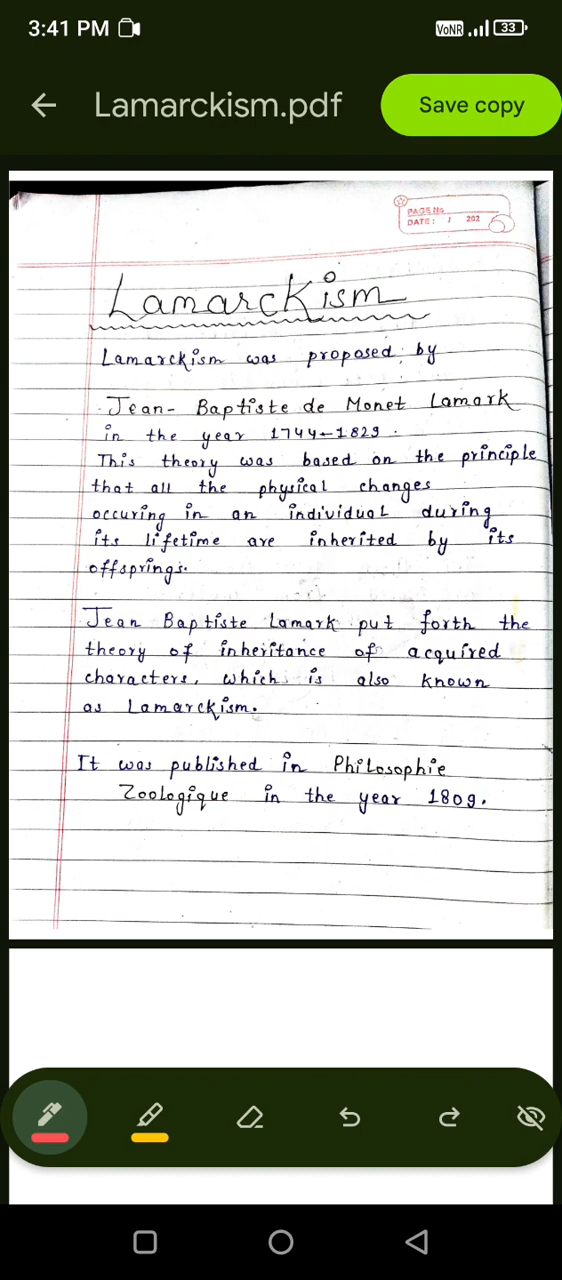 3:41 PM
VoNR
33
Lamarckism.pdf
Save copy
PAGE No
DATE: / 202
Lamarckism
Lamarckism was proposed by
Jean- Baptiste de Monet Lamark
in the year 1744-1829.
This theory was based on the principle
that all the physical changes
occuring in an individual during
its lifetime are inherited by its
offsprings.
Jean Baptiste Lamark put forth the
theory of inheritance of acquired
characters, which is also known
as Lamarckism.
It was published in Philosophie
Zoologique in the year 1809.